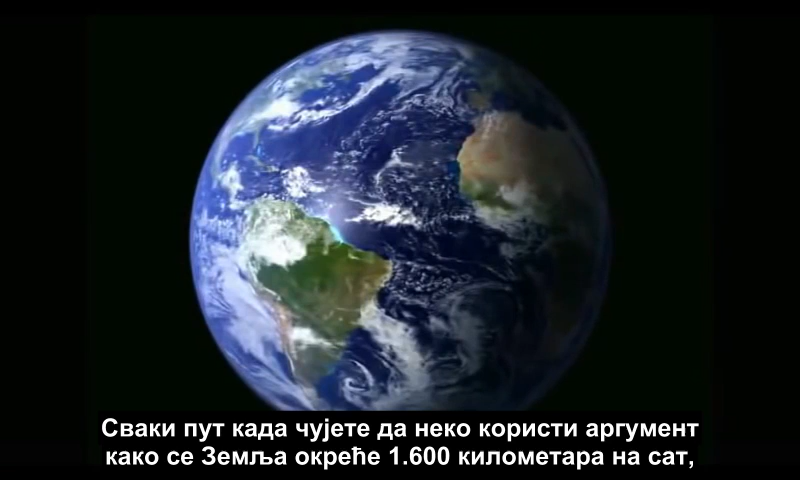 Сваки пут када чујете да неко користи аргумент
како се Земља окреће 1.600 километара на сат,